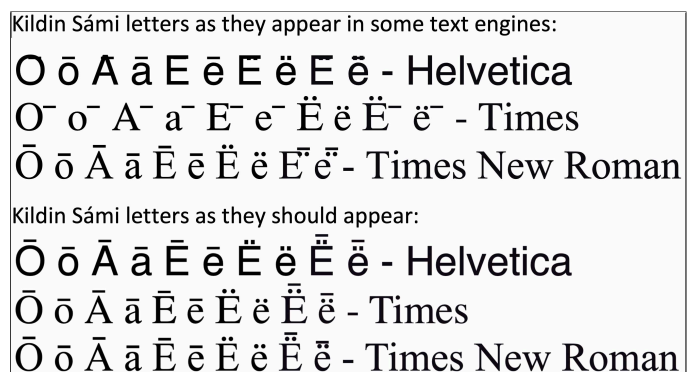 Kildin Sámi letters as they appear in some text engines:
О̄ о̄ А̄ а̄ Е̄ е̄ Ё ё Ё̄ ё̄ - Helvetica
О¯ о¯ А¯ а¯ Е¯ е¯ Ё ё Ё¯ ё¯ - Times
О̄ о̄ А̄ а̄ Е̄ е̄ Ё ё Ё̄ ё̄ - Times New Roman
Kildin Sámi letters as they should appear:
О̄ о̄ А̄ а̄ Е̄ е̄ Ё ё Ё̄ ё̄ - Helvetica
О̄ о̄ А̄ а̄ Е̄ е̄ Ё ё Ё̄ ё̄ - Times
О̄ о̄ А̄ а̄ Е̄ е̄ Ё ё Ё̄ ё̄ - Times New Roman